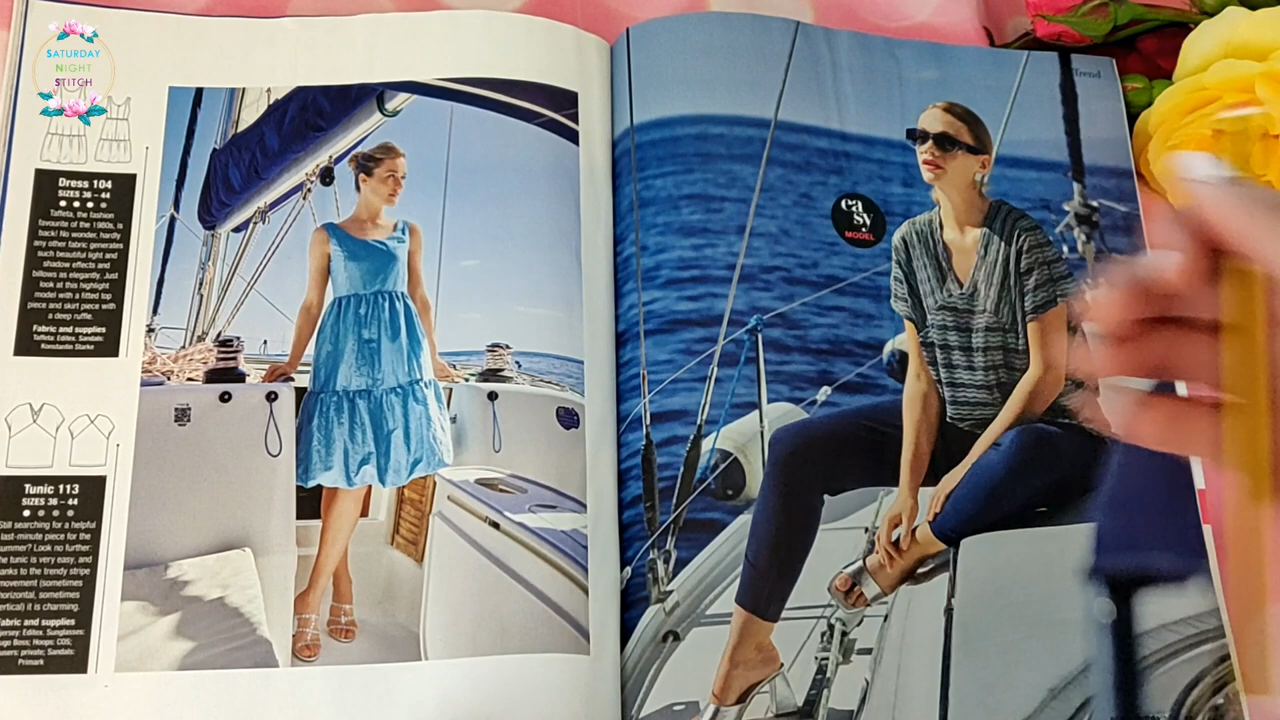 SATURDAY
NIGHT
STITCH
Dress 104
SIZES 36 – 44
Taffeta, the fashion
favourite of the 1980s, is
back! No wonder, hardly
any other fabric generates
such beautiful light and
shadow effects and
billows as elegantly. Just
look at this highlight
model with a fitted top
piece and skirt piece with
a deep ruffle.
Fabric and supplies
Taffeta: Editex. Sandals:
Konstantin Starke
Tunic 113
SIZES 36 – 44
Still searching for a helpful
last-minute piece for the
summer? Look no further:
the tunic is very easy, and
anks to the trendy stripe
movement (sometimes
horizontal, sometimes
ertical) it is charming.
Fabric and supplies
jersey: Editex. Sunglasses:
ugo Boss; Hoops: COS;
users: private; Sandals:
Primark
Trend
easy
MODEL